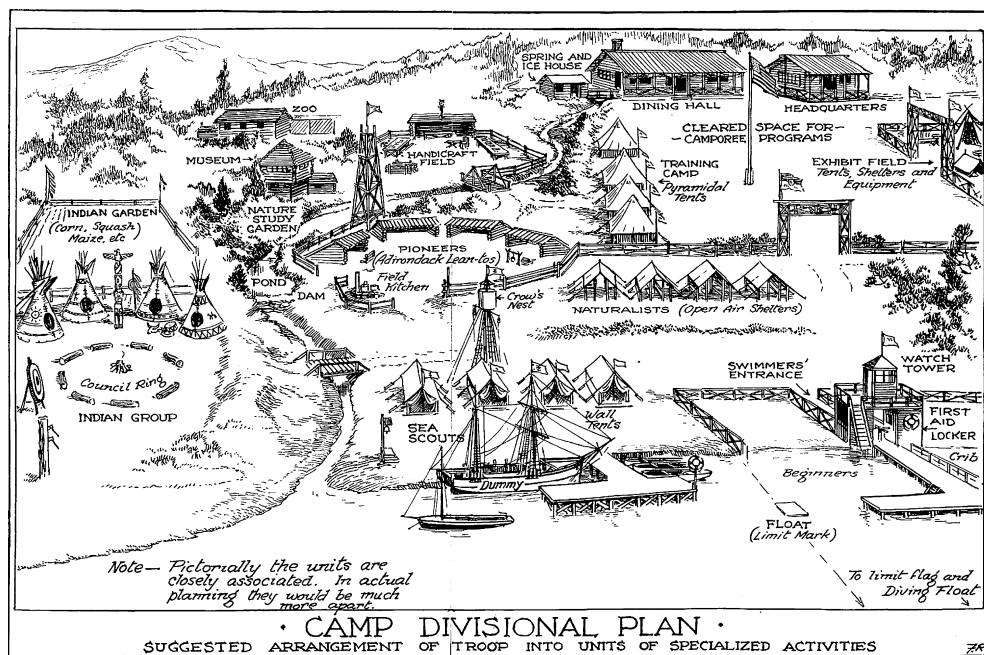 SPRING AND
ICE HOUSE
DINING HALL
HEADQUARTERS
ZOO
MUSEUM
HANDICRAFT
FIELD
CLEARED SPACE FOR
CAMPOREE PROGRAMS
TRAINING
CAMP
Pyramidal
Tents
EXHIBIT FIELD
Tents, Shelters and
Equipment
INDIAN GARDEN
(Corn, Squash
Maize, etc
NATURE
STUDY
GARDEN
PIONEERS
(Adirondack Lean-tos)
Field
Kitchen
POND
DAM
Crow's
Nest
NATURALISTS (Open Air Shelters)
Council Ring
INDIAN GROUP
SWIMMERS'
ENTRANCE
WATCH
TOWER
FIRST
AID
LOCKER
Crib
SEA
SCOUTS
Wall
Tents
Dummy
Beginners
FLOAT
(Limit Mark)
Note — Pictorially the units are
closely associated. In actual
planning they would be much
more apart.
To limit flag and
Diving Float
· CAMP DIVISIONAL PLAN ·
SUGGESTED ARRANGEMENT OF TROOP INTO UNITS OF SPECIALIZED ACTIVITIES